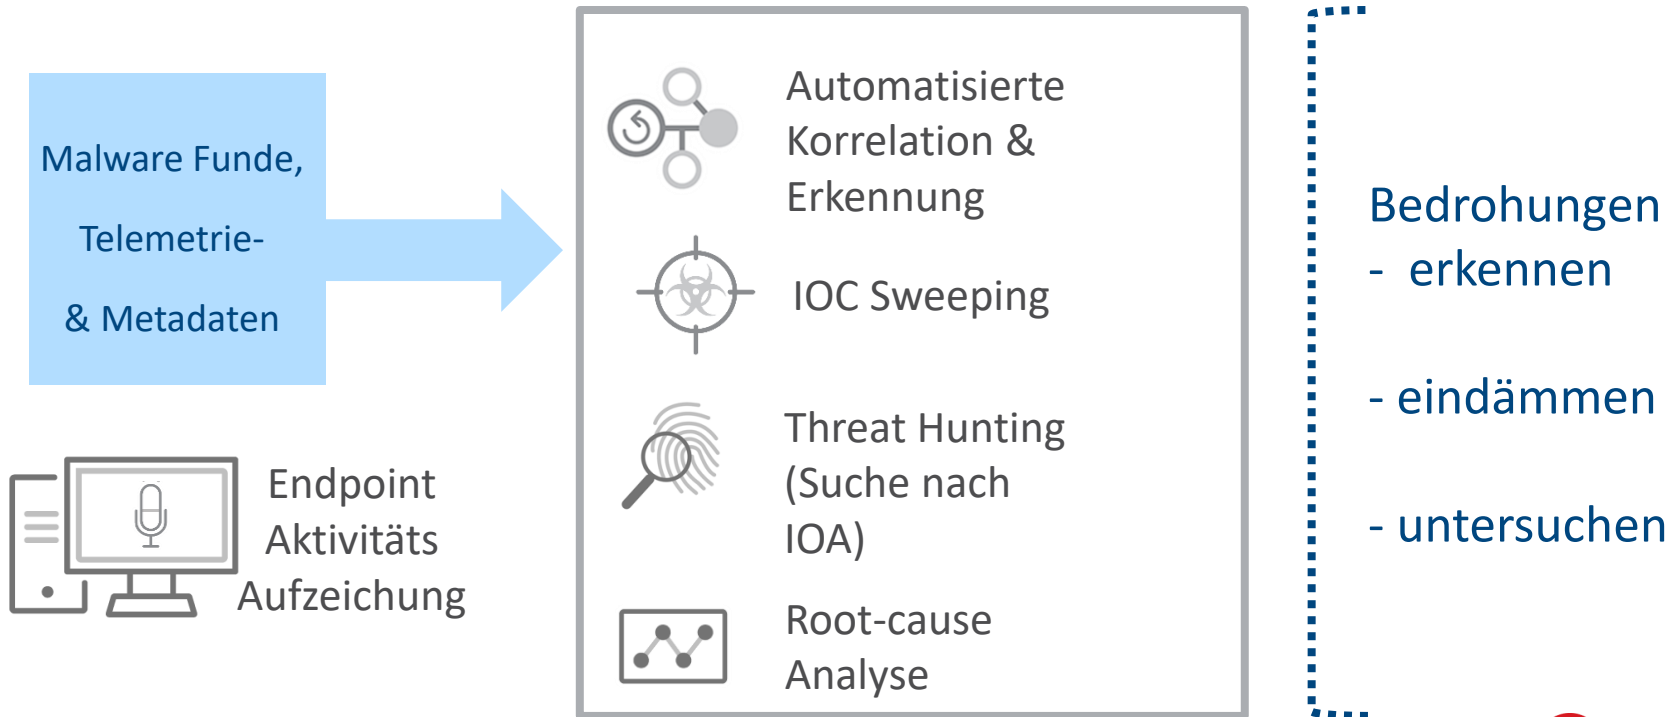 Malware Funde,
Telemetrie-
& Metadaten
Endpoint
Aktivitäts
Aufzeichung
Automatisierte
Korrelation &
Erkennung
IOC Sweeping
Threat Hunting
(Suche nach
IOA)
Root-cause
Analyse
Bedrohungen
- erkennen
- eindämmen
- untersuchen